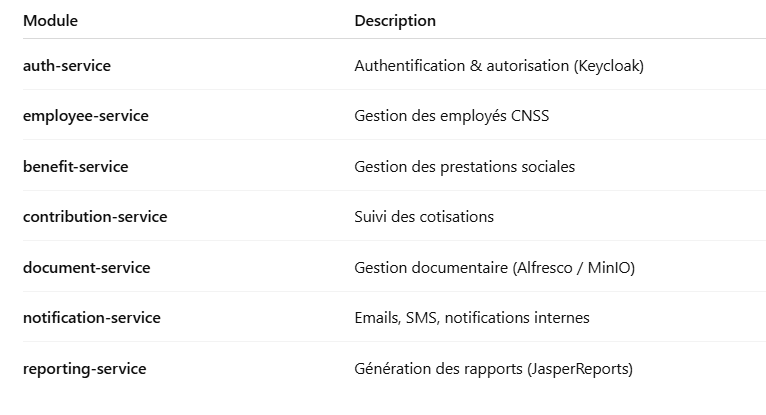 Module Description
auth-service Authentification & autorisation (Keycloak)
employee-service Gestion des employés CNSS
benefit-service Gestion des prestations sociales
contribution-service Suivi des cotisations
document-service Gestion documentaire (Alfresco / MinIO)
notification-service Emails, SMS, notifications internes
reporting-service Génération des rapports (JasperReports)